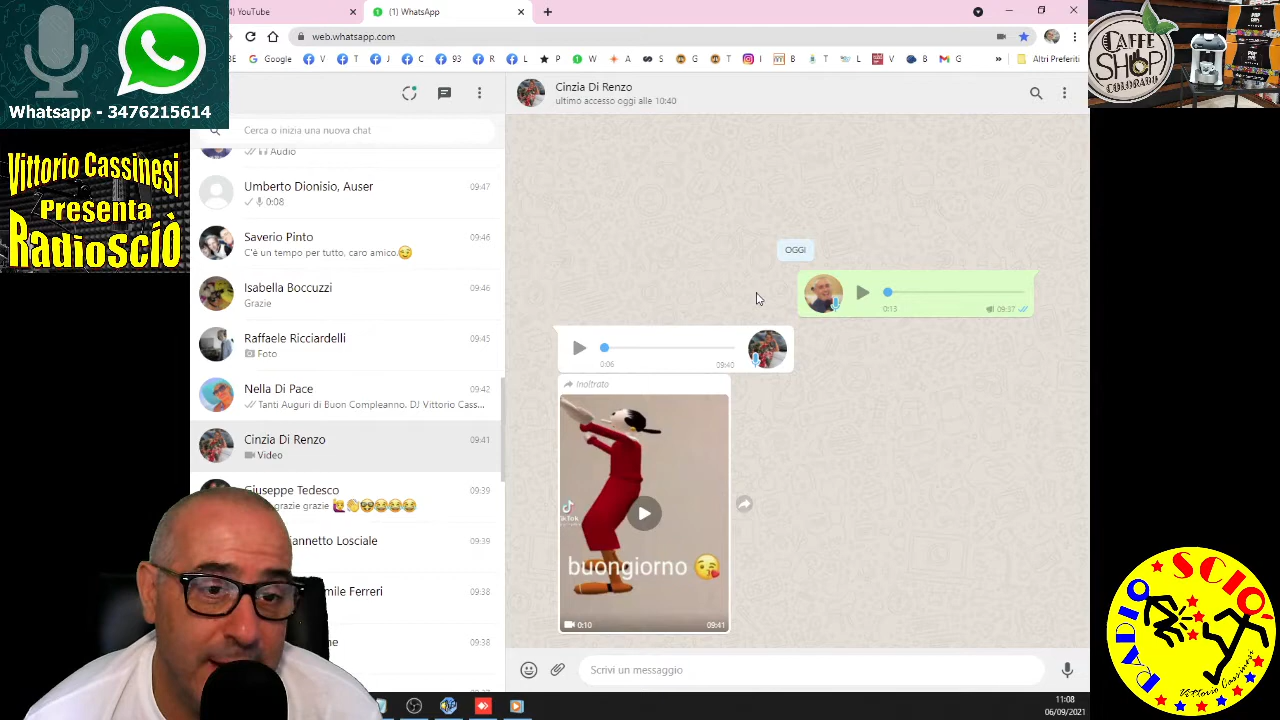 Whatsapp - 3476215614
Vittorio Cassinesi
Presenta
RadioSciò
YouTube
(1) WhatsApp
web.whatsapp.com
Google
F
T
J
C
93
R
L
P
W
A
S
G
T
I
B
T
L
V
B
G
Altri Preferiti
CAFFÈ
SHOP
COLORADO
Cerca o inizia una nuova chat
Audio
Umberto Dionisio, Auser
09:47
0:08
Saverio Pinto
09:46
C'è un tempo per tutto, caro amico.😏
Isabella Boccuzzi
09:46
Grazie
Raffaele Ricciardelli
09:45
Foto
Nella Di Pace
09:42
Tanti Auguri di Buon Compleanno. DJ Vittorio Cass...
Cinzia Di Renzo
09:41
Video
Giuseppe Tedesco
09:39
grazie grazie
iannetto Losciale
09:39
mile Ferreri
09:38
09:38
Cinzia Di Renzo
ultimo accesso oggi alle 10:40
OGGI
0:13
09:37
0:06
09:40
Inoltrato
buongiorno 😘
0:10
09:41
Scrivi un messaggio
11:08
06/09/2021
RADIO SCIÒ
Vittorio Cassinesi